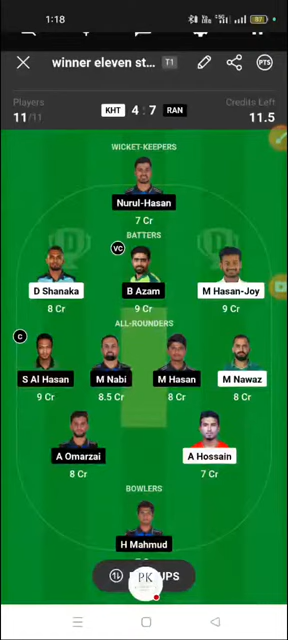 1:18
87
winner eleven st... T1
PTS
Players
11/11
KHT 4 : 7 RAN
Credits Left
11.5
WICKET-KEEPERS
Nurul-Hasan
7 Cr
BATTERS
VC
D Shanaka
B Azam
M Hasan-Joy
8 Cr
9 Cr
9 Cr
ALL-ROUNDERS
C
S Al Hasan
M Nabi
M Hasan
M Nawaz
9 Cr
8.5 Cr
8 Cr
8 Cr
A Omarzai
A Hossain
8 Cr
7 Cr
BOWLERS
H Mahmud
PK
UPS